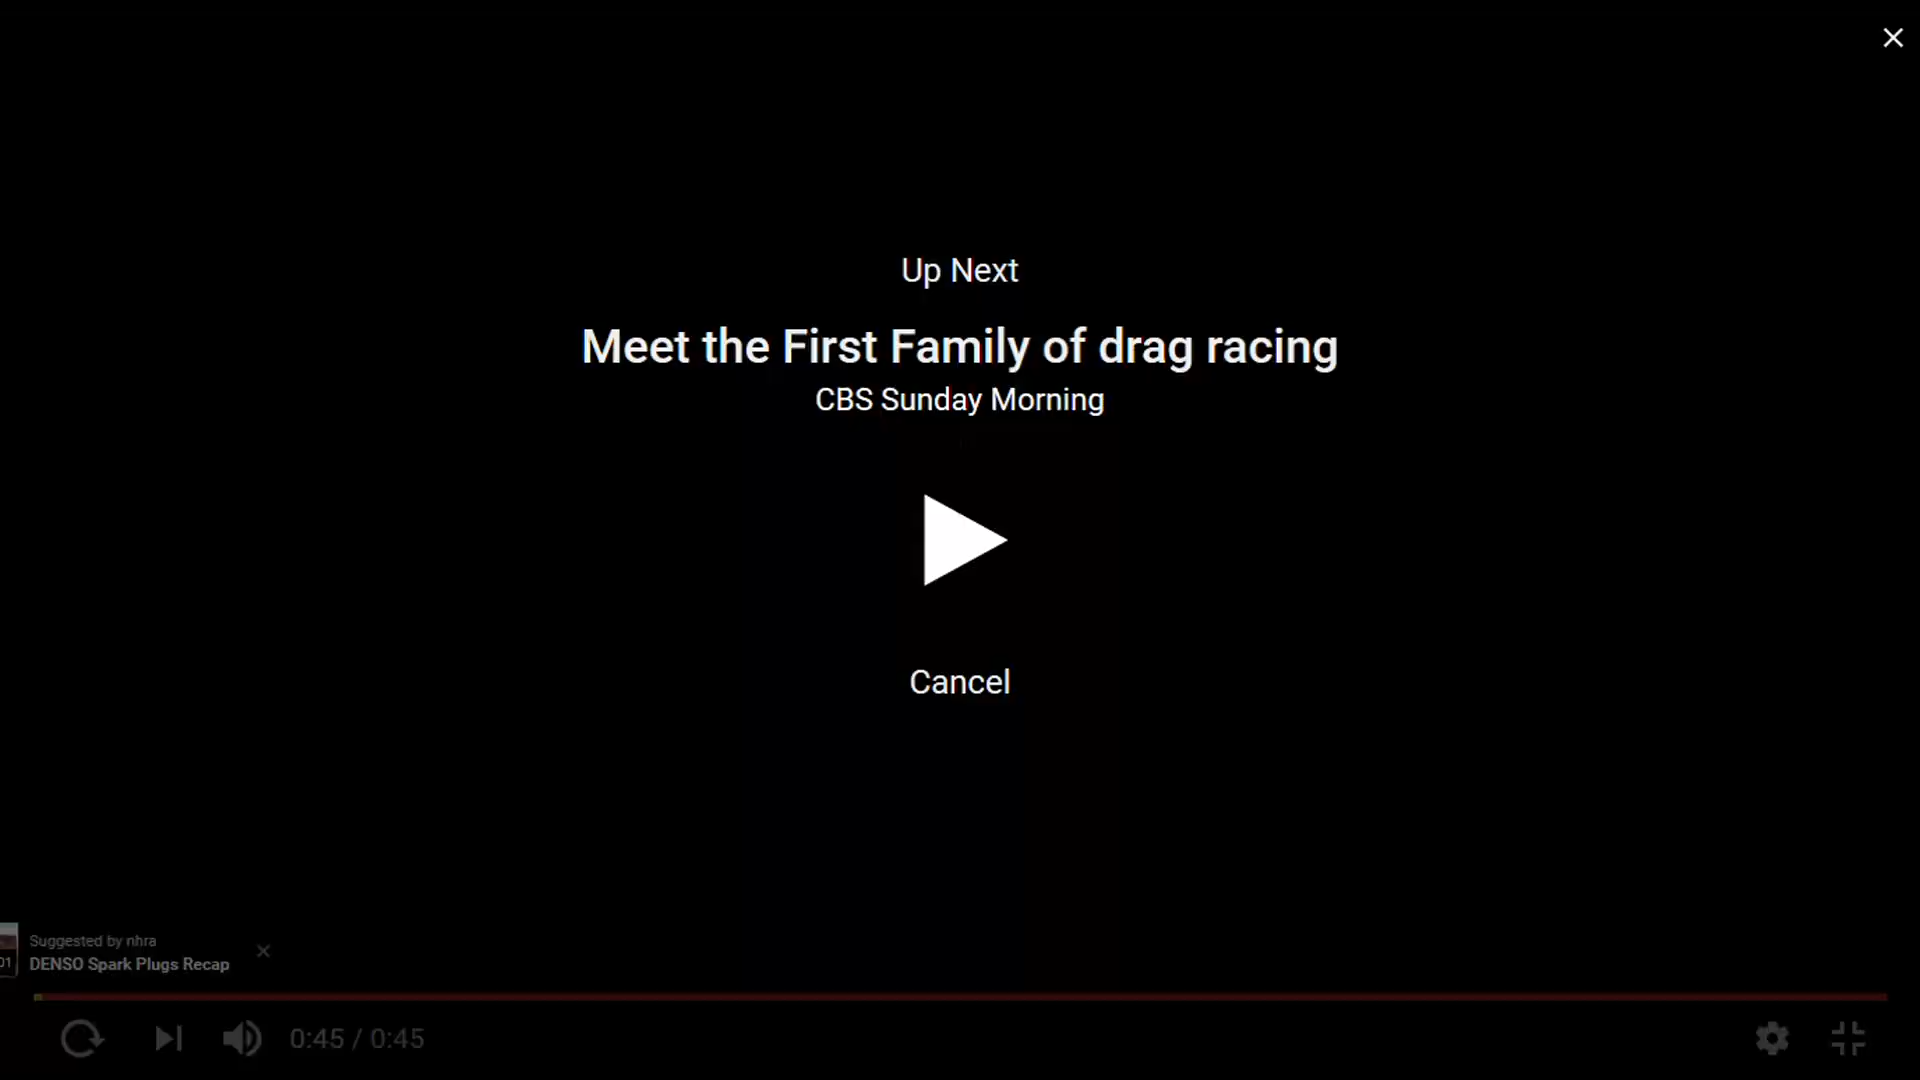 Up Next
Meet the First Family of drag racing
CBS Sunday Morning
Cancel
Suggested by nhra
DENSO Spark Plugs Recap
01
0:45 / 0:45